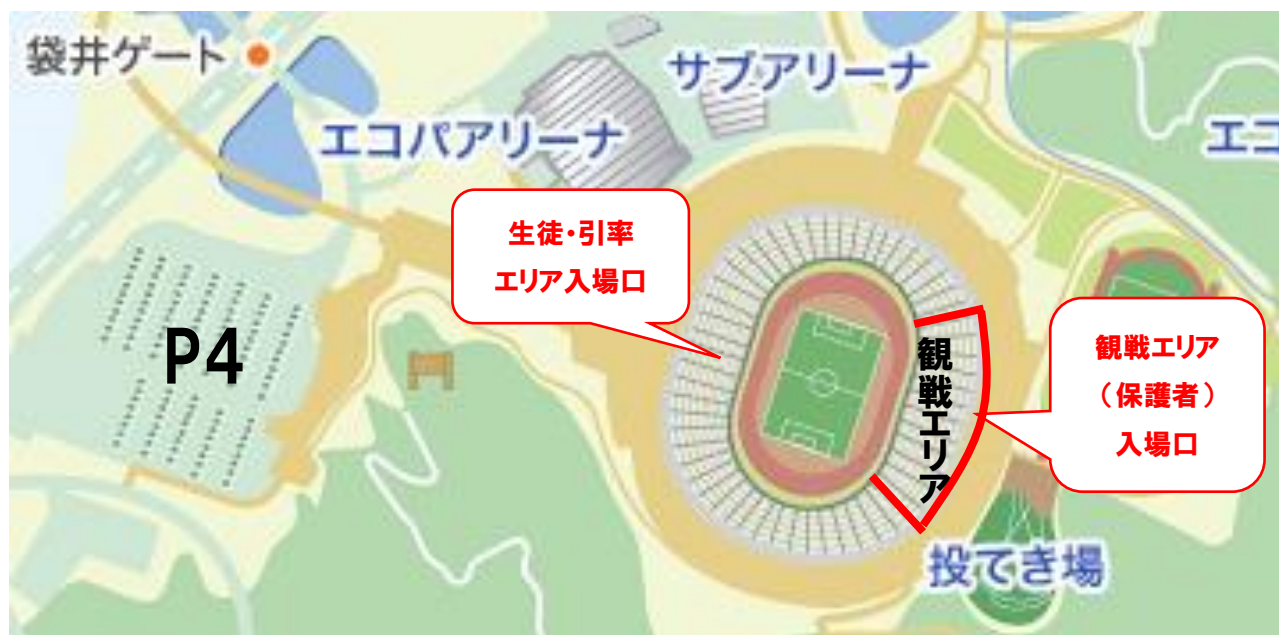 袋井ゲート
サブアリーナ
エコパアリーナ
エコ
生徒・引率
エリア入場口
P4
観戦エリア
観戦エリア
(保護者)
入場口
投てき場